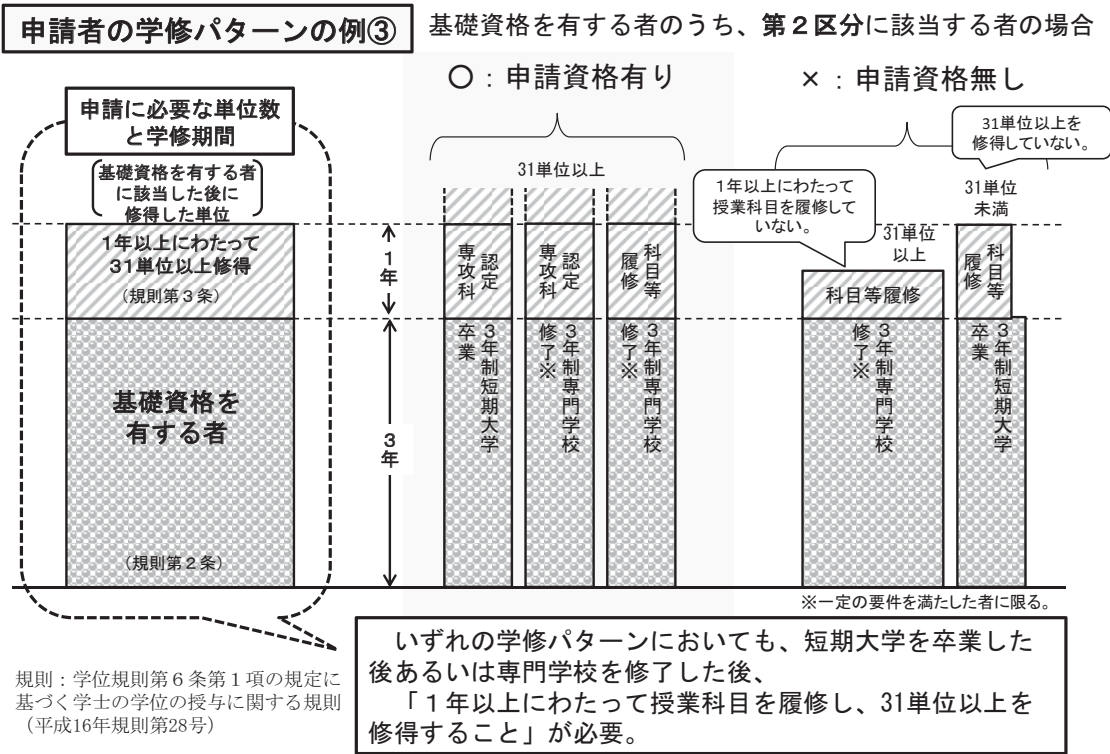 申請者の学修パターンの例③
基礎資格を有する者のうち、第２区分に該当する者の場合
○：申請資格有り
×：申請資格無し
申請に必要な単位数
と学修期間
基礎資格を有する者
に該当した後に
修得した単位
１年以上にわたって
31単位以上修得
（規則第３条）
基礎資格を
有する者
（規則第２条）
１年
３年
31単位以上
認定
専攻科
認定
専攻科
科目等
履修
３年制短期大学
卒業
３年制専門学校
修了※
３年制専門学校
修了※
１年以上にわたって
授業科目を履修して
いない。
31単位以上を
修得していない。
31単位
以上
31単位
未満
科目等履修
科目等
履修
３年制専門学校
修了※
３年制短期大学
卒業
※一定の要件を満たした者に限る。
いずれの学修パターンにおいても、短期大学を卒業した
後あるいは専門学校を修了した後、
「１年以上にわたって授業科目を履修し、31単位以上を
修得すること」が必要。
規則：学位規則第６条第１項の規定に
基づく学士の学位の授与に関する規則
（平成16年規則第28号）